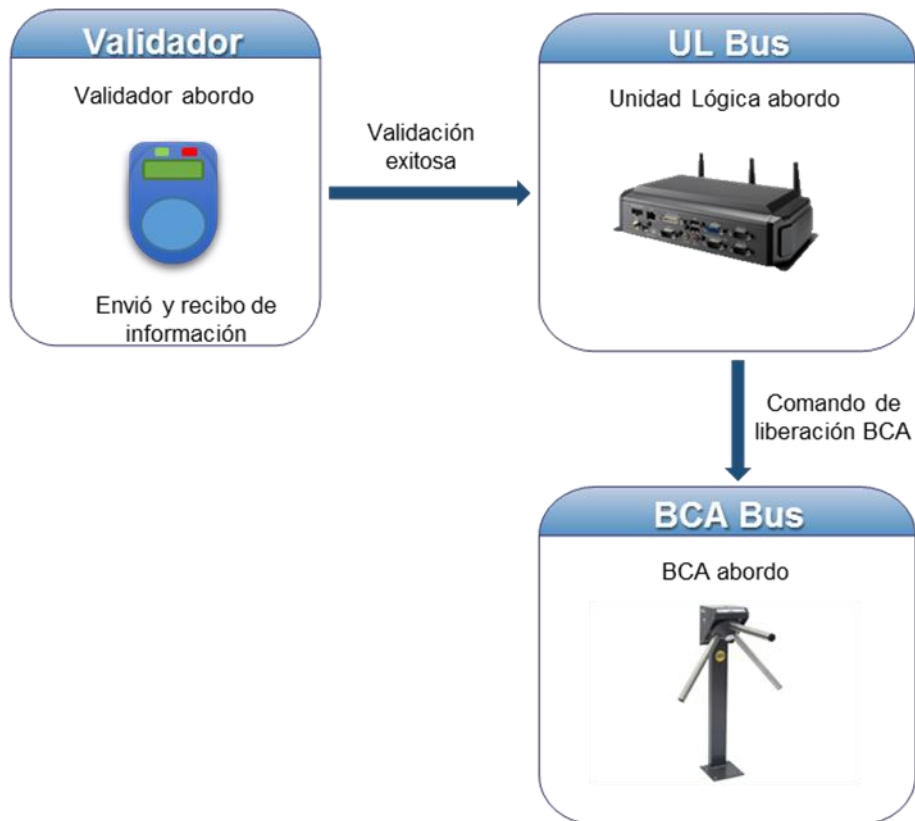 Validador
Validador abordo
Envió y recibo de
información
Validación
exitosa
UL Bus
Unidad Lógica abordo
Comando de
liberación BCA
BCA Bus
BCA abordo